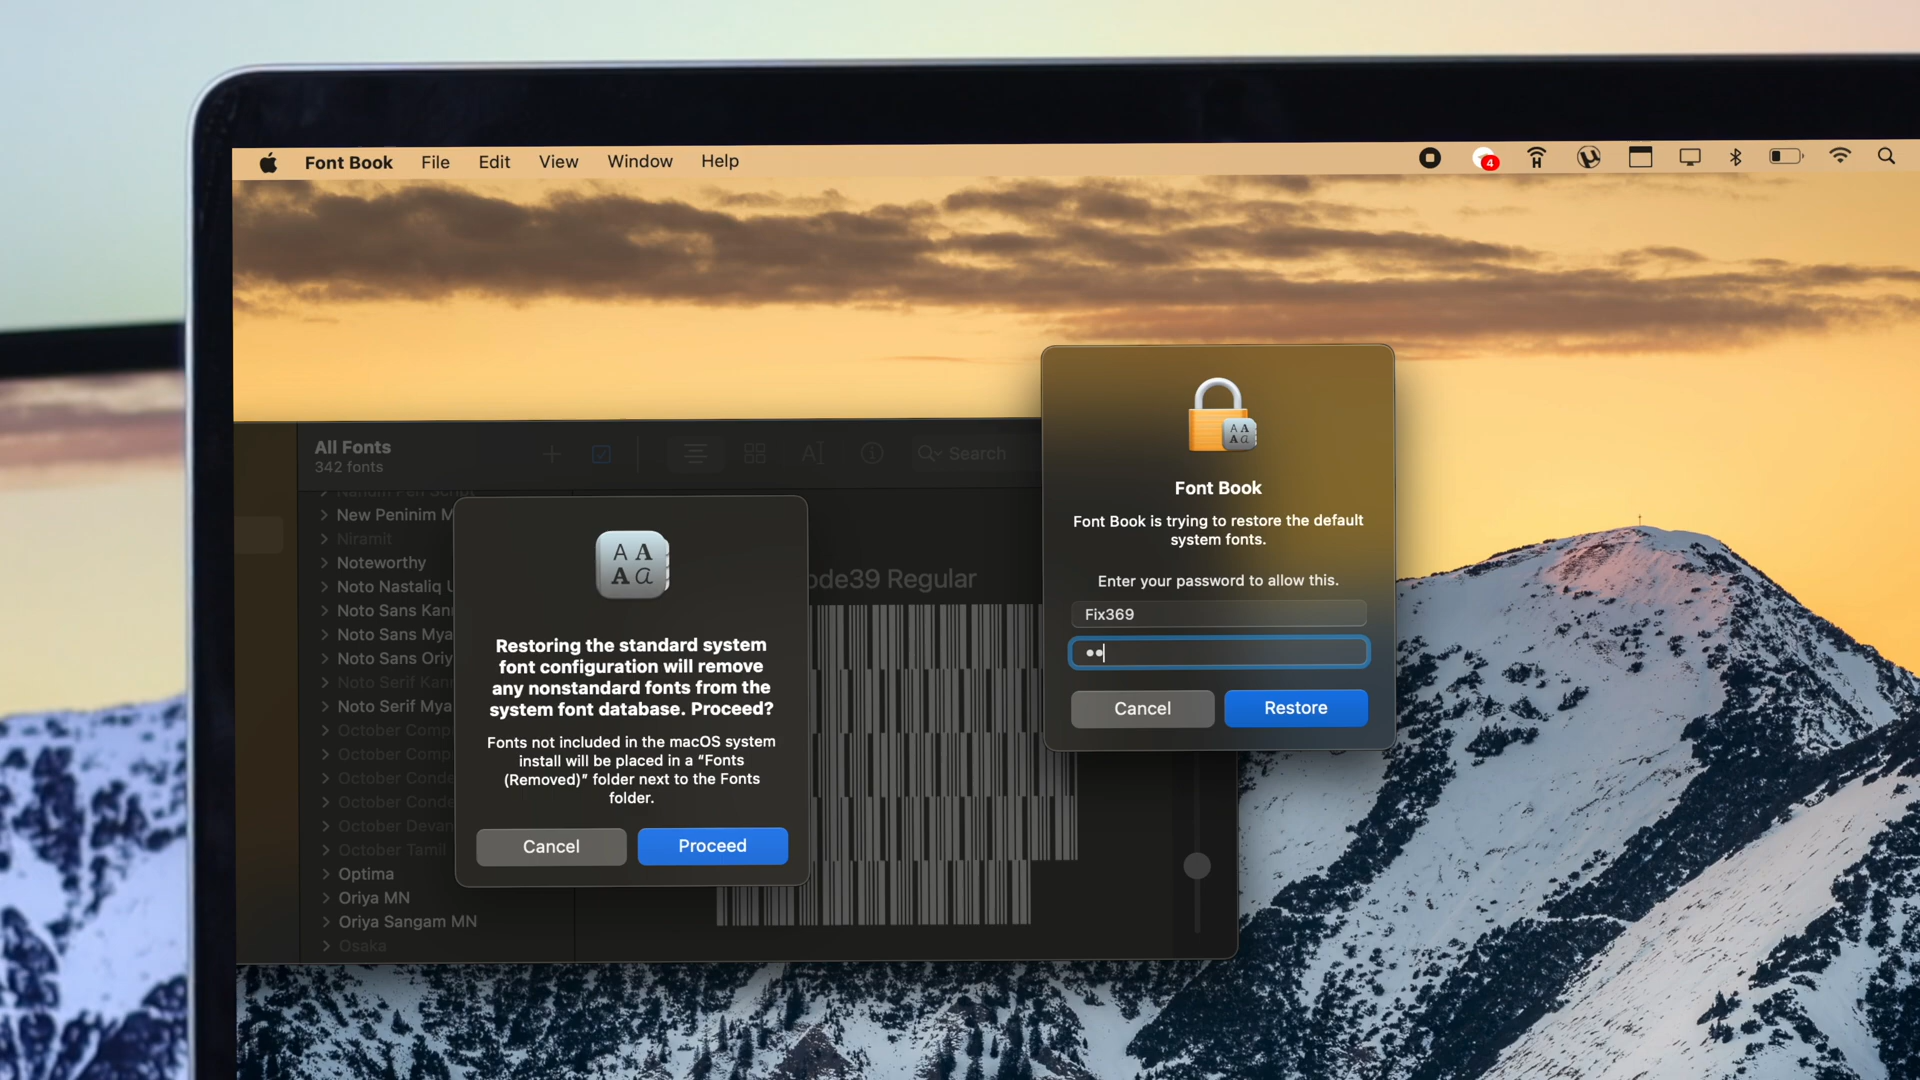 Font Book File Edit View Window Help
4
All Fonts
342 fonts
Search
Nanum Pen Script
New Peninim M
Niramit
Noteworthy
Noto Nastaliq U
Noto Sans Kan
Noto Sans Mya
Noto Sans Oriy
Noto Serif Kan
Noto Serif Mya
October Comp
October Comp
October Conde
October Conde
October Devan
October Tamil
Optima
Oriya MN
Oriya Sangam MN
Osaka
ode39 Regular
A A
A a
Restoring the standard system
font configuration will remove
any nonstandard fonts from the
system font database. Proceed?
Fonts not included in the macOS system
install will be placed in a “Fonts
(Removed)” folder next to the Fonts
folder.
Cancel Proceed
A A
A a
Font Book
Font Book is trying to restore the default
system fonts.
Enter your password to allow this.
Fix369
Cancel Restore